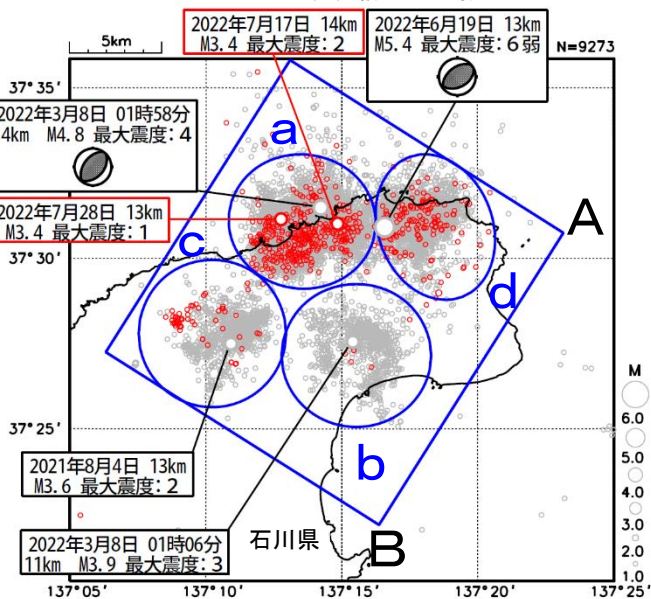 2022年7月17日 14km
M3.4 最大震度:2
2022年6月19日 13km
M5.4 最大震度:6弱
N=9273
5km
37°35′
2022年3月8日 01時58分
4km M4.8 最大震度:4
a
2022年7月28日 13km
M3.4 最大震度:1
A
c
37°30′
d
M
6.0
5.0
4.0
3.0
2.0
1.0
37°25′
b
2021年8月4日 13km
M3.6 最大震度:2
2022年3月8日 01時06分
11km M3.9 最大震度:3
石川県
B
137°05′
137°10′
137°15′
137°20′
137°25′